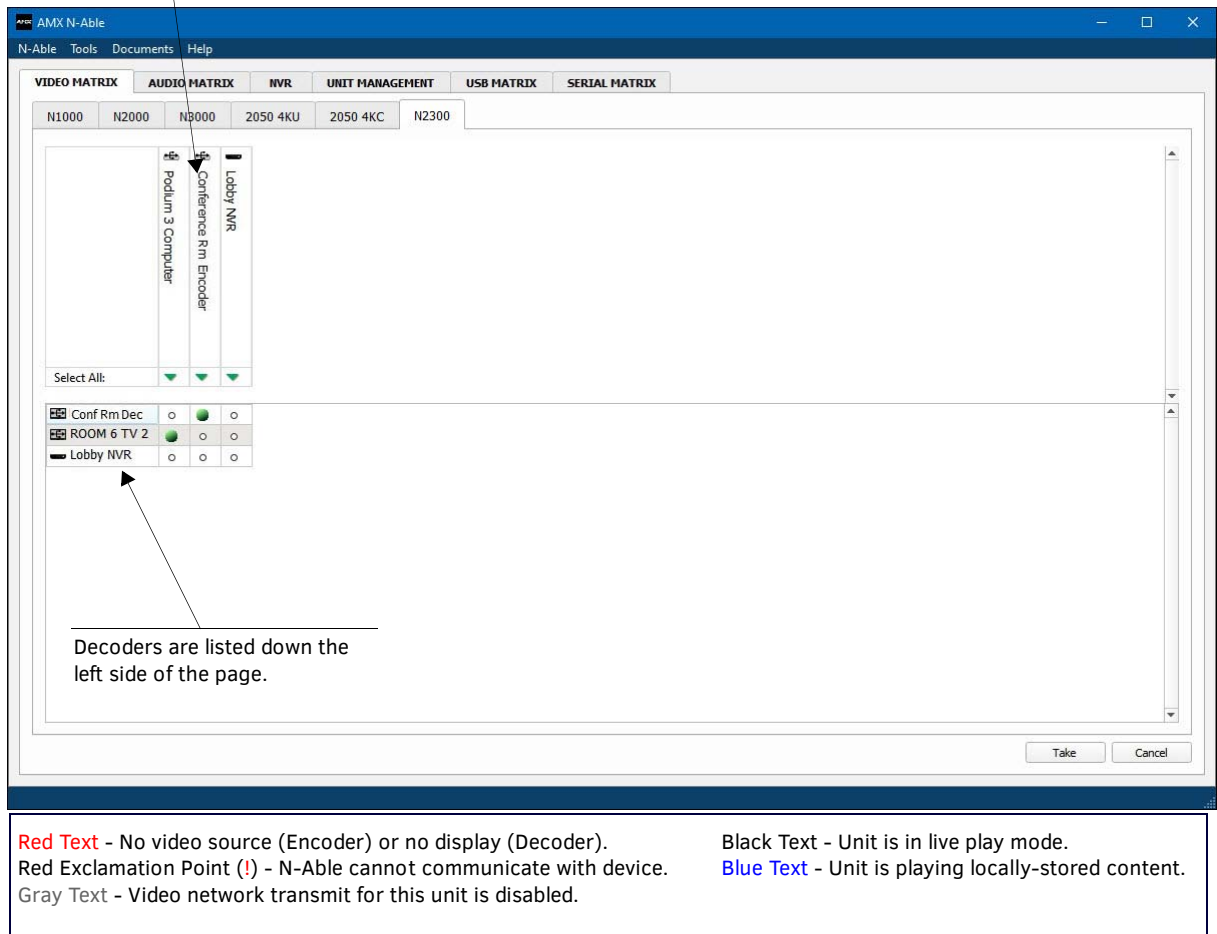 AMX AMX N-Able
N-Able Tools Documents Help
VIDEO MATRIX AUDIO MATRIX NVR UNIT MANAGEMENT USB MATRIX SERIAL MATRIX
N1000 N2000 N3000 2050 4KU 2050 4KC N2300
Podium 3 Computer
Conference Rm Encoder
Lobby NVR
Select All:
Conf Rm Dec
ROOM 6 TV 2
Lobby NVR
Decoders are listed down the
left side of the page.
Take Cancel
Red Text - No video source (Encoder) or no display (Decoder).
Red Exclamation Point (!) - N-Able cannot communicate with device.
Gray Text - Video network transmit for this unit is disabled.
Black Text - Unit is in live play mode.
Blue Text - Unit is playing locally-stored content.